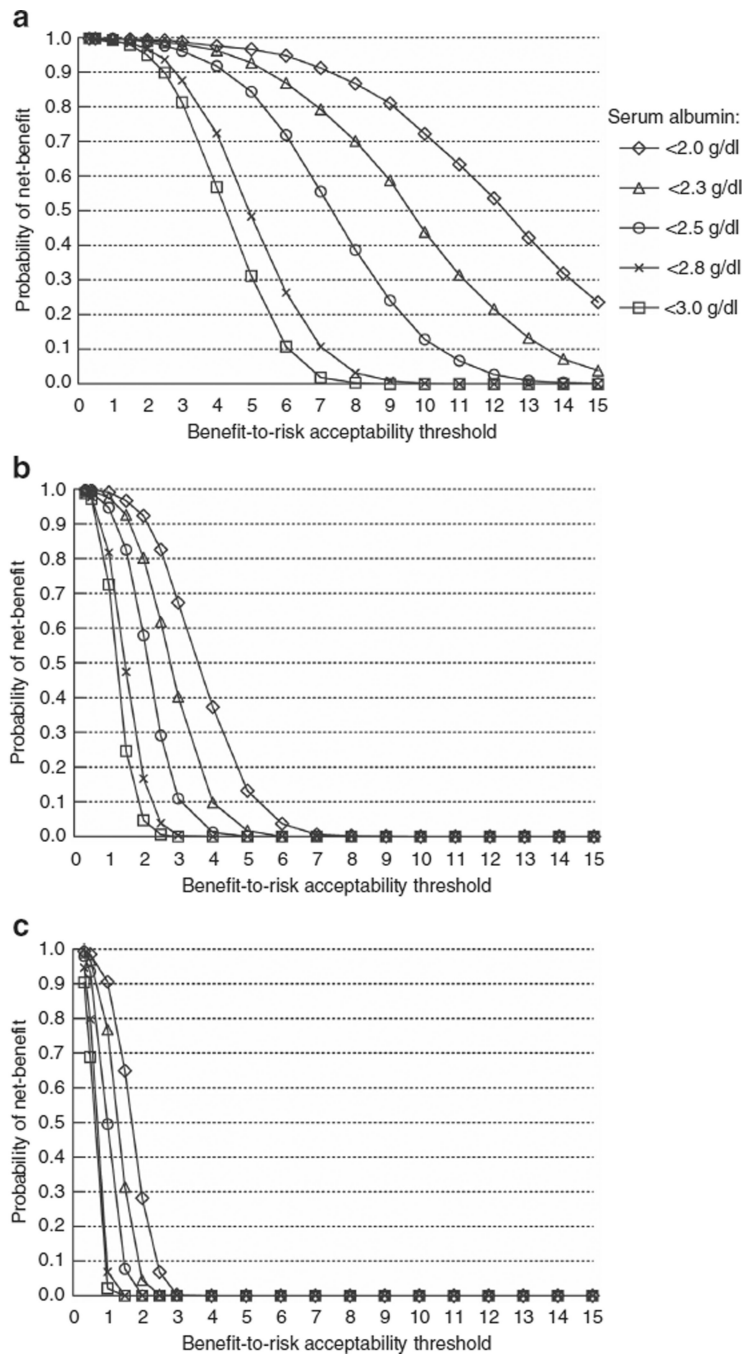 a
1.0
0.9
0.8
0.7
0.6
0.5
0.4
0.3
0.2
0.1
0.0
Probability of net-benefit
0 1 2 3 4 5 6 7 8 9 10 11 12 13 14 15
Benefit-to-risk acceptability threshold
Serum albumin:
<2.0 g/dl
<2.3 g/dl
<2.5 g/dl
<2.8 g/dl
<3.0 g/dl
b
1.0
0.9
0.8
0.7
0.6
0.5
0.4
0.3
0.2
0.1
0.0
Probability of net-benefit
0 1 2 3 4 5 6 7 8 9 10 11 12 13 14 15
Benefit-to-risk acceptability threshold
c
1.0
0.9
0.8
0.7
0.6
0.5
0.4
0.3
0.2
0.1
0.0
Probability of net-benefit
0 1 2 3 4 5 6 7 8 9 10 11 12 13 14 15
Benefit-to-risk acceptability threshold